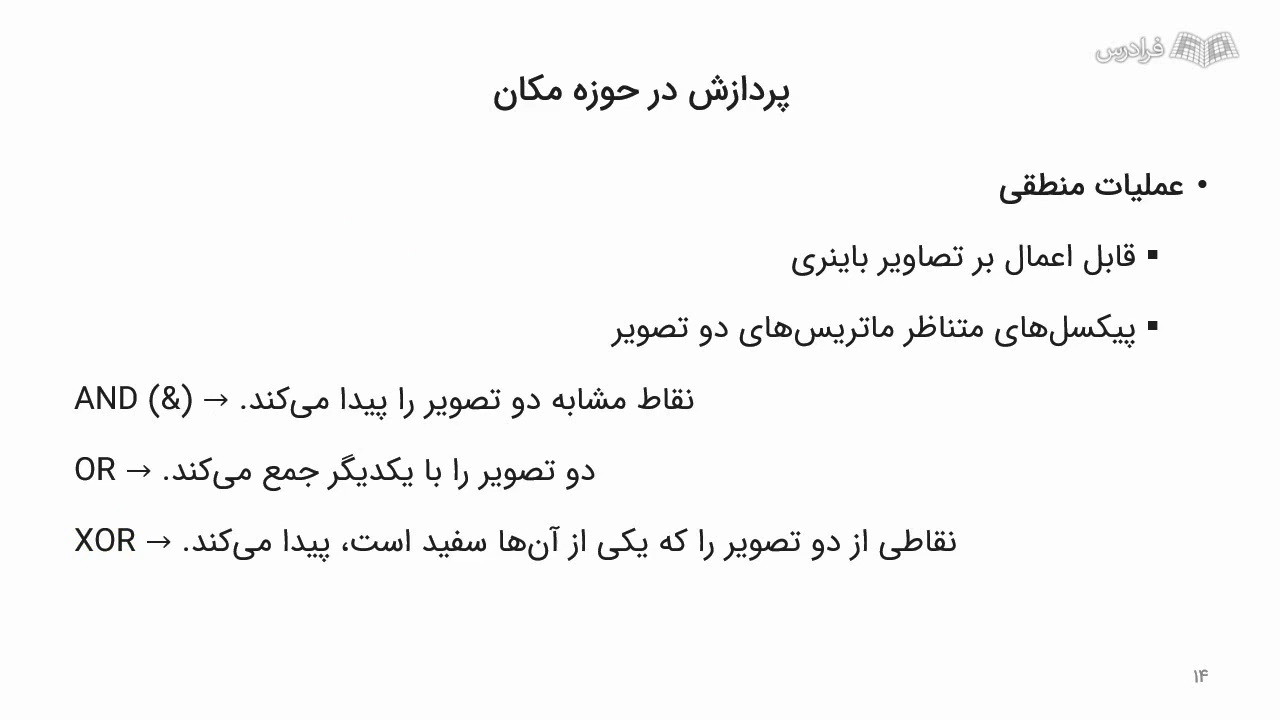 فرادرس
پردازش در حوزه مکان
• عملیات منطقی
▪ قابل اعمال بر تصاویر باینری
▪ پیکسل‌های متناظر ماتریس‌های دو تصویر
AND (&) → نقاط مشابه دو تصویر را پیدا می‌کند.
OR → دو تصویر را با یکدیگر جمع می‌کند.
XOR → نقاطی از دو تصویر را که یکی از آن‌ها سفید است، پیدا می‌کند.
۱۴